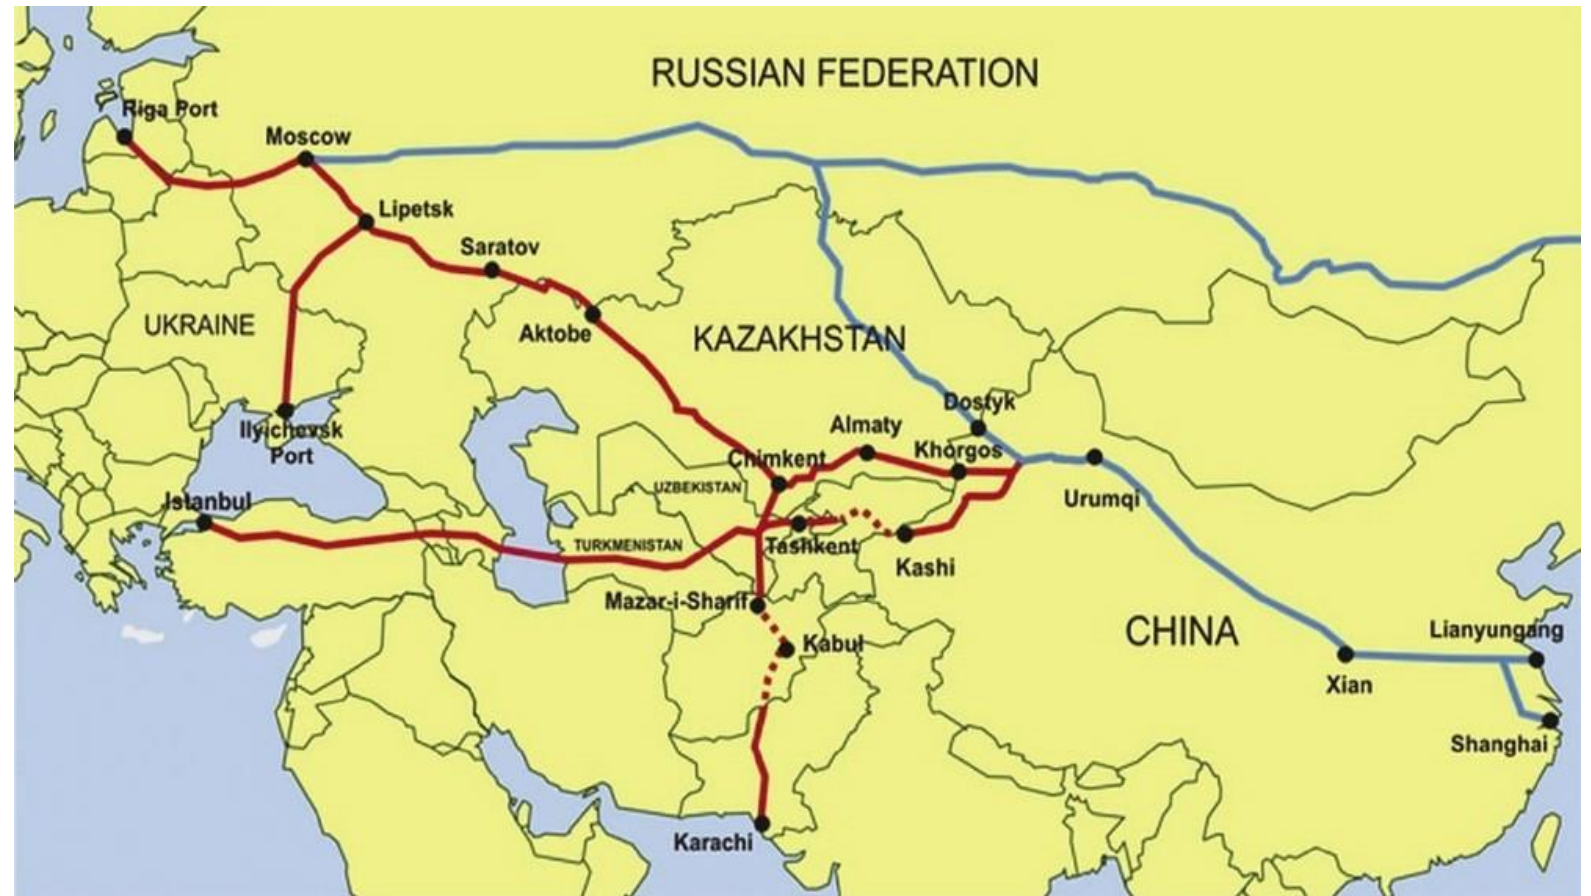 RUSSIAN FEDERATION
Riga Port
Moscow
Lipetsk
Saratov
UKRAINE
Aktobe
KAZAKHSTAN
Dostyk
Ilyichevsk
Port
Almaty
Khorgos
Chimkent
UZBEKISTAN
Urumqi
Istanbul
TURKMENISTAN
Tashkent
Kashi
Mazar-i-Sharif
Kabul
CHINA
Lianyungang
Xian
Shanghai
Karachi